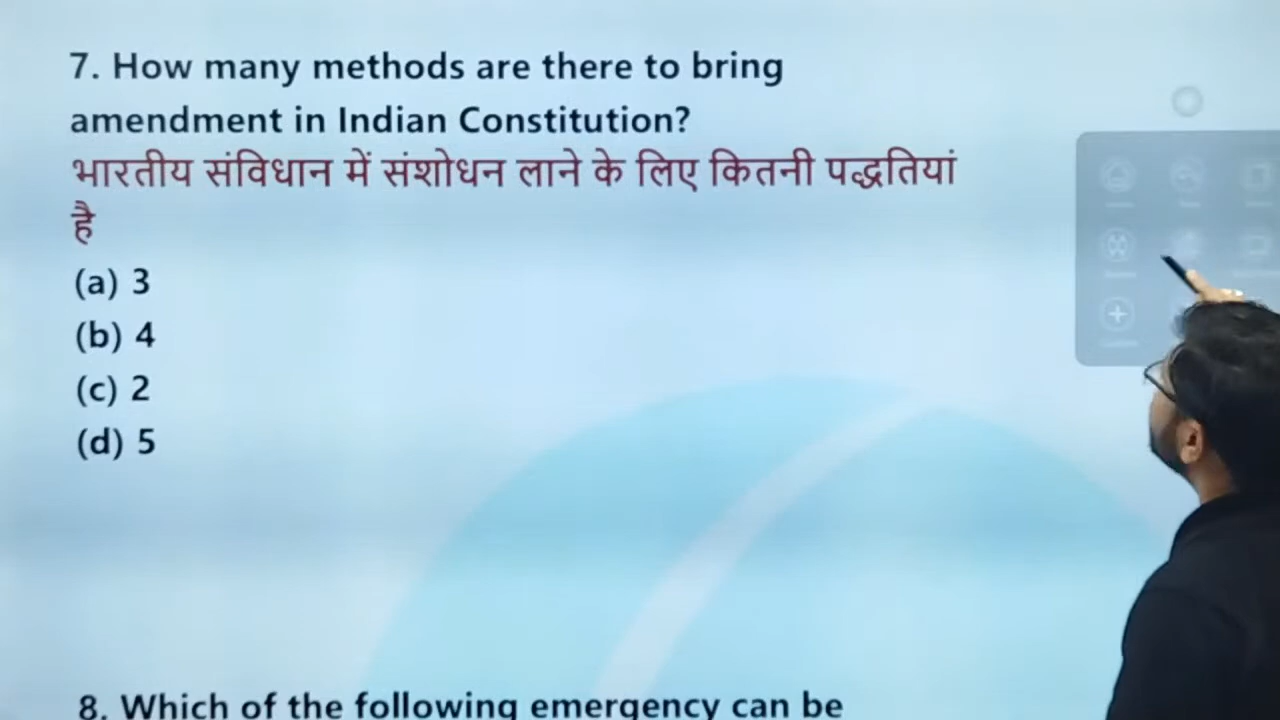 7. How many methods are there to bring
amendment in Indian Constitution?
भारतीय संविधान में संशोधन लाने के लिए कितनी पद्धतियां
है
(a) 3
(b) 4
(c) 2
(d) 5
8. Which of the following emergency can be